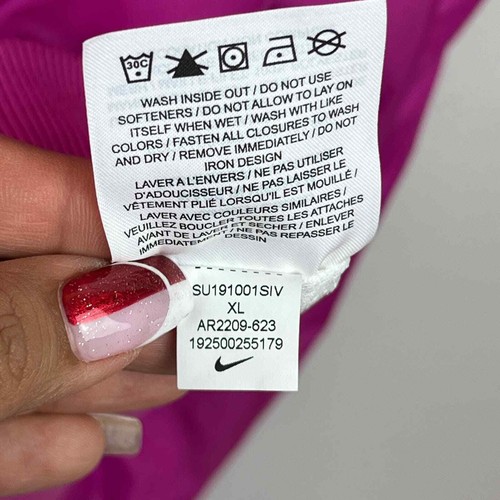 30C
WASH INSIDE OUT / DO NOT USE
SOFTENERS / DO NOT ALLOW TO LAY ON
ITSELF WHEN WET / WASH WITH LIKE
COLORS / FASTEN ALL CLOSURES TO WASH
AND DRY / REMOVE IMMEDIATELY / DO NOT
IRON DESIGN
LAVER A L'ENVERS / NE PAS UTILISER
D'ADOUCISSEUR / NE PAS LAISSER LE
VÊTEMENT PLIÉ LORSQU'IL EST MOUILLÉ /
LAVER AVEC COULEURS SIMILAIRES /
VEUILLEZ BOUCLER TOUTES LES ATTACHES
AVANT DE LAVER ET SECHER / ENLEVER
IMMEDIATEMENT / NE PAS REPASSER LE
DESSIN
SU191001SIV
XL
AR2209-623
192500255179